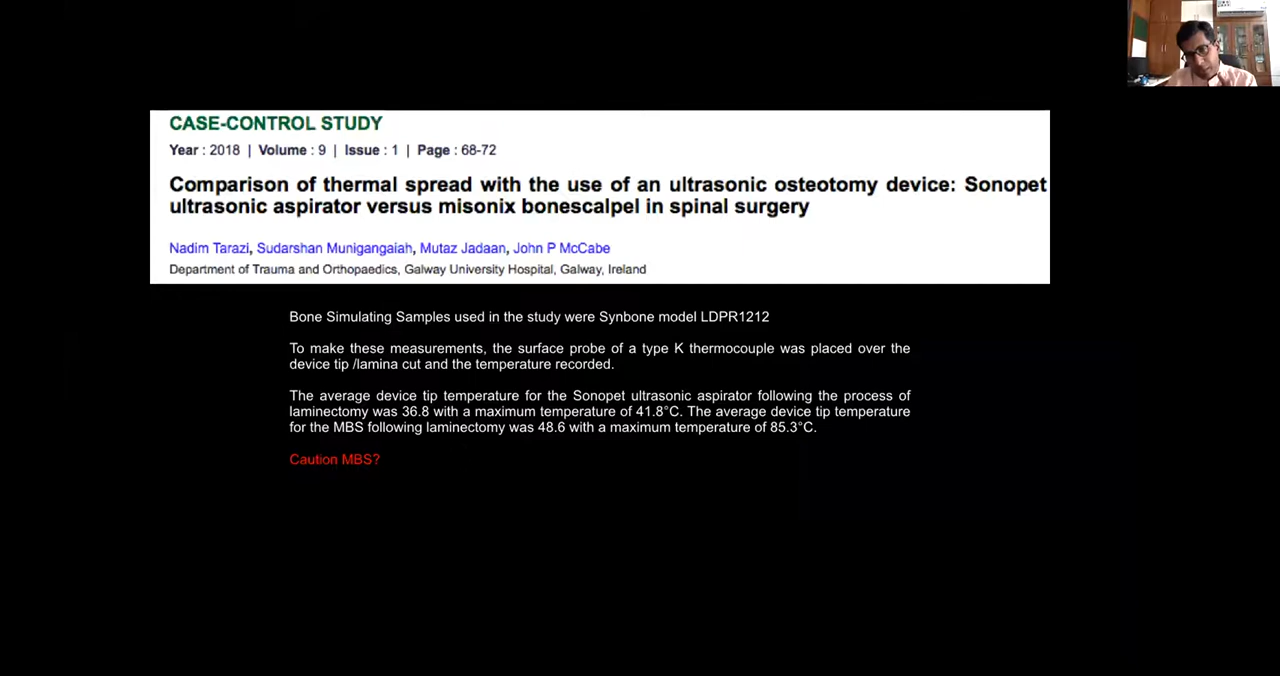 CASE-CONTROL STUDY
Year : 2018 | Volume : 9 | Issue : 1 | Page : 68-72
Comparison of thermal spread with the use of an ultrasonic osteotomy device: Sonopet
ultrasonic aspirator versus misonix bonescalpel in spinal surgery
Nadim Tarazi, Sudarshan Munigangaiah, Mutaz Jadaan, John P McCabe
Department of Trauma and Orthopaedics, Galway University Hospital, Galway, Ireland
Bone Simulating Samples used in the study were Synbone model LDPR1212
To make these measurements, the surface probe of a type K thermocouple was placed over the
device tip /lamina cut and the temperature recorded.
The average device tip temperature for the Sonopet ultrasonic aspirator following the process of
laminectomy was 36.8 with a maximum temperature of 41.8°C. The average device tip temperature
for the MBS following laminectomy was 48.6 with a maximum temperature of 85.3°C.
Caution MBS?